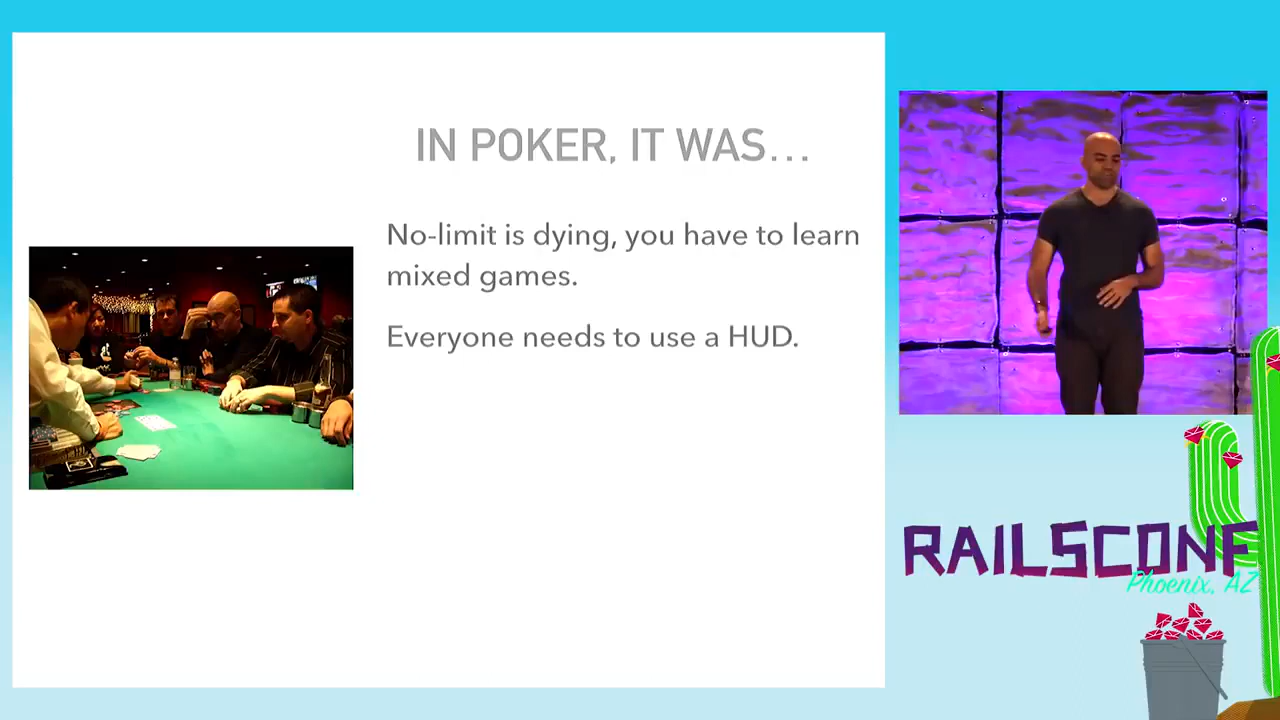 IN POKER, IT WAS...
No-limit is dying, you have to learn
mixed games.
Everyone needs to use a HUD.
RAILSCONF
Phoenix, AZ